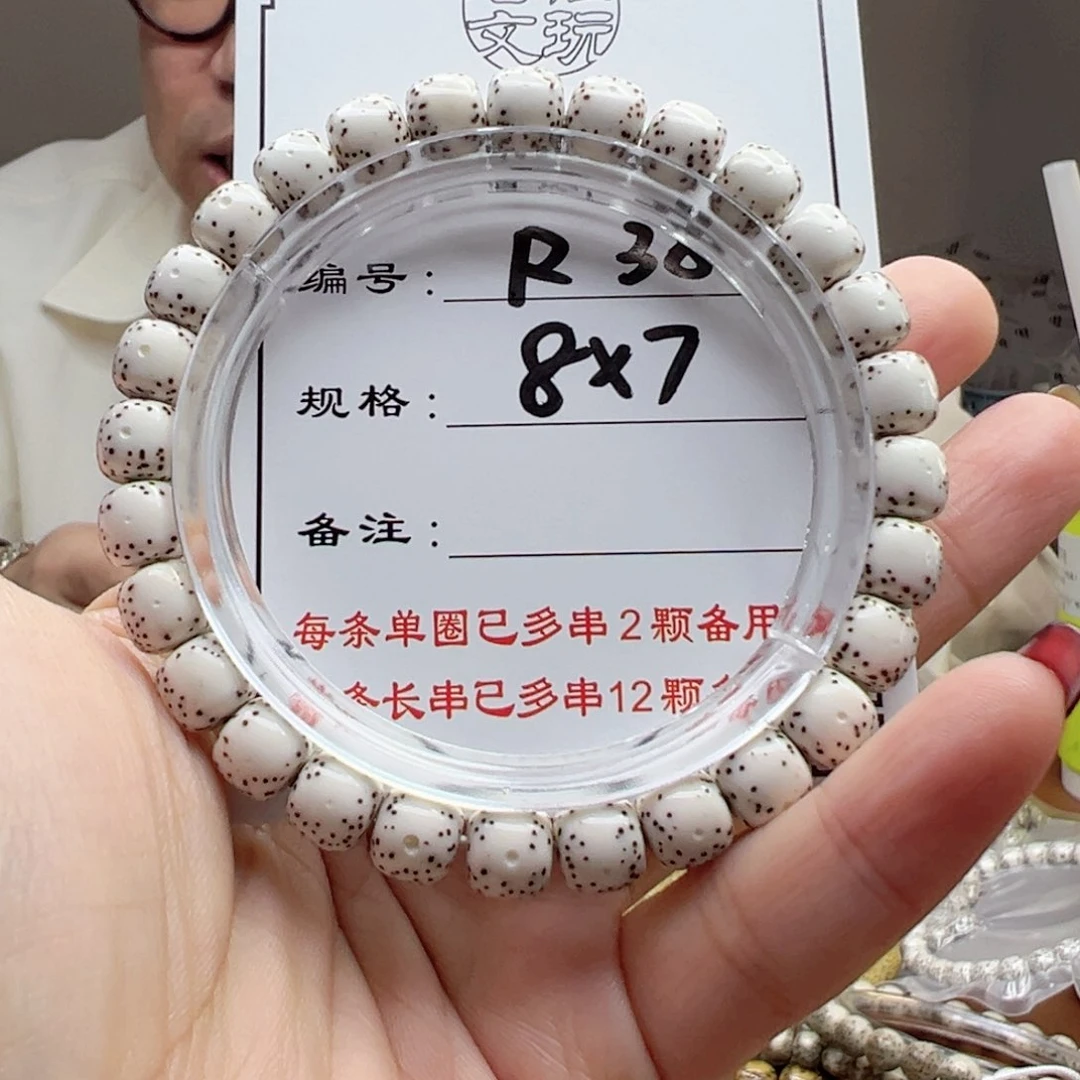 文玩
编号: R 30
规格: 8x7
备注:
每条单圈已多串2颗备用
条长串已多串12颗